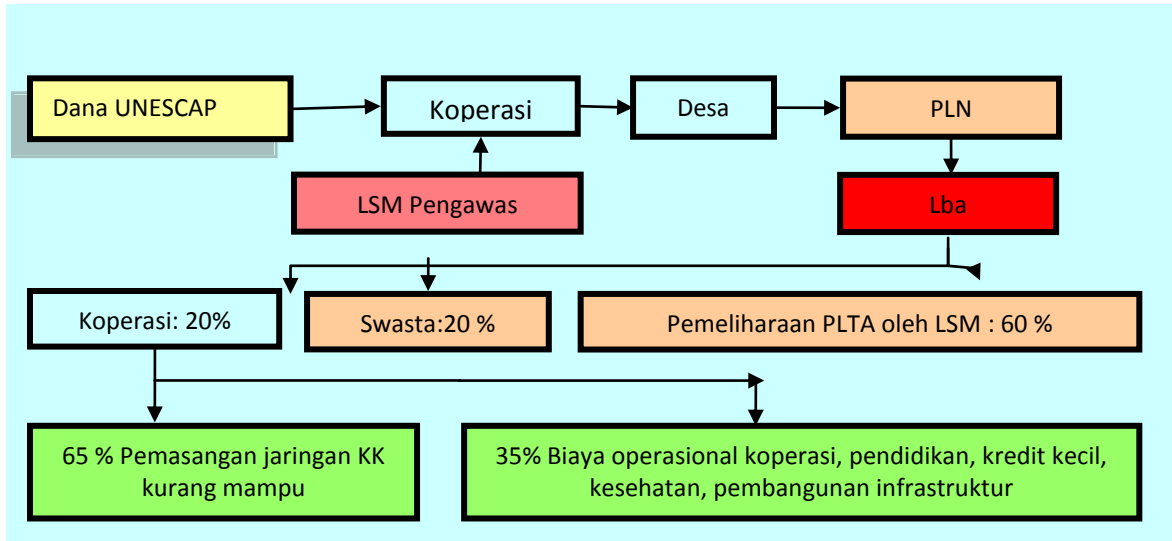 Dana UNESCAP
Koperasi
Desa
PLN
LSM Pengawas
Lba
Koperasi: 20%
Swasta:20 %
Pemeliharaan PLTA oleh LSM : 60 %
65 % Pemasangan jaringan KK
kurang mampu
35% Biaya operasional koperasi, pendidikan, kredit kecil,
kesehatan, pembangunan infrastruktur